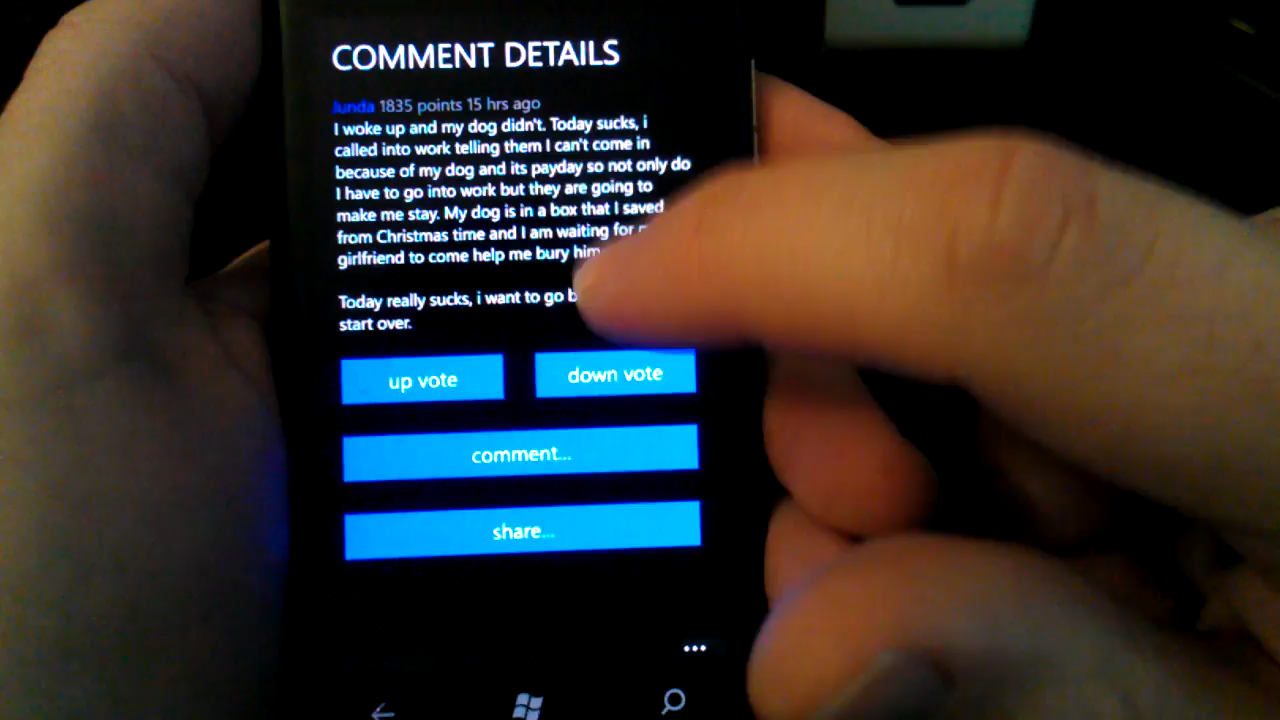 COMMENT DETAILS
Junda 1835 points 15 hrs ago
I woke up and my dog didn't. Today sucks, i
called into work telling them I can't come in
because of my dog and its payday so not only do
I have to go into work but they are going to
make me stay. My dog is in a box that I saved
from Christmas time and I am waiting for
girlfriend to come help me bury him
Today really sucks, i want to go
start over.
up vote
down vote
comment...
share...